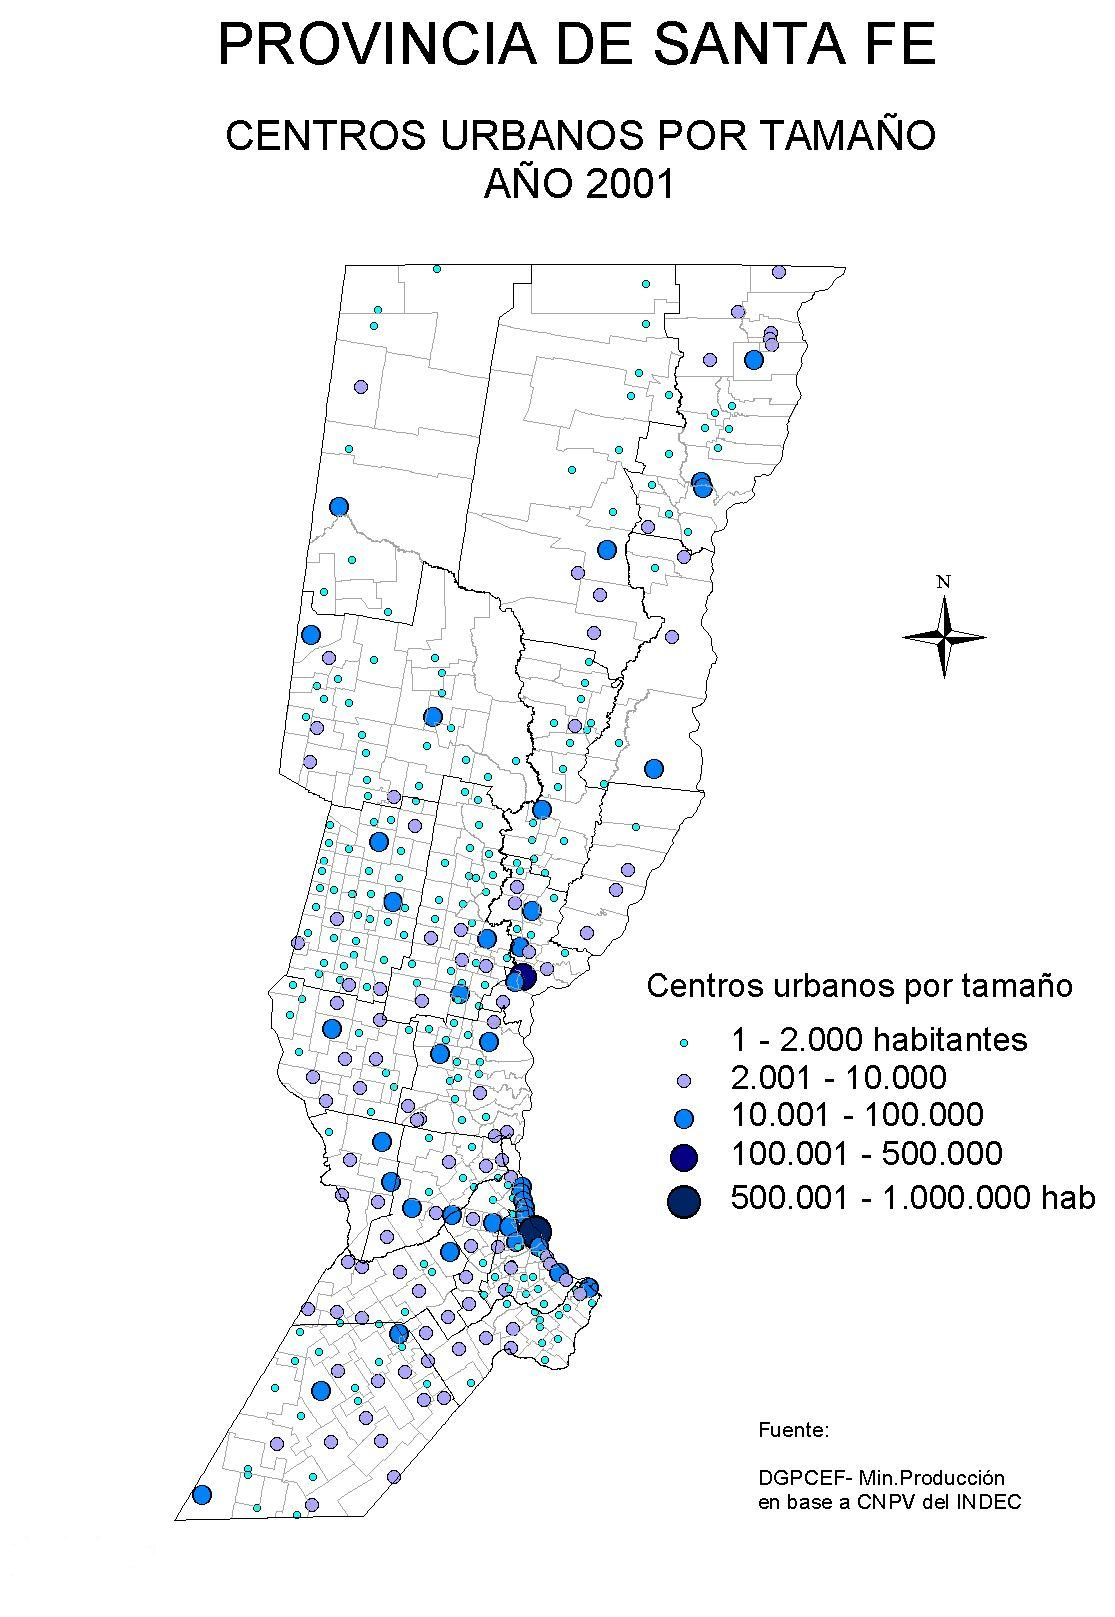 PROVINCIA DE SANTA FE
CENTROS URBANOS POR TAMAÑO
AÑO 2001
N
Centros urbanos por tamaño
1 - 2.000 habitantes
2.001 - 10.000
10.001 - 100.000
100.001 - 500.000
500.001 - 1.000.000 hab
Fuente:
DGPCEF- Min.Producción
en base a CNPV del INDEC